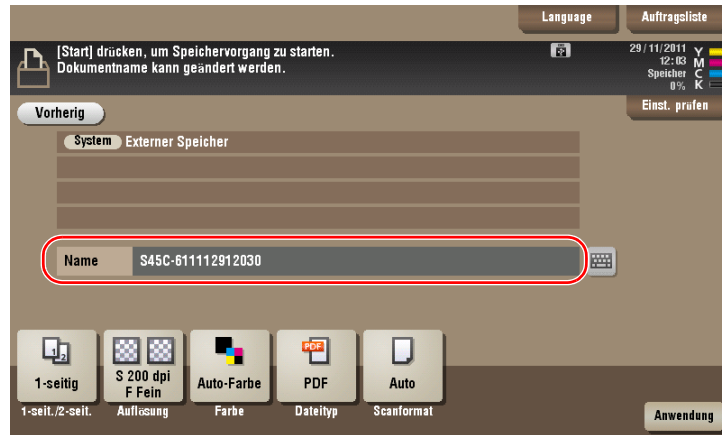 Language
Auftragsliste
[Start] drücken, um Speichervorgang zu starten.
Dokumentname kann geändert werden.
29/11/2011
12:03
Speicher
0%
Y
M
C
K
Vorherig
Einst. prüfen
System Externer Speicher
Name S45C-611112912030
1 2
PDF
1-seitig
S 200 dpi
F Fein
Auto-Farbe
PDF
Auto
1-seit./2-seit.
Auflösung
Farbe
Dateityp
Scanformat
Anwendung